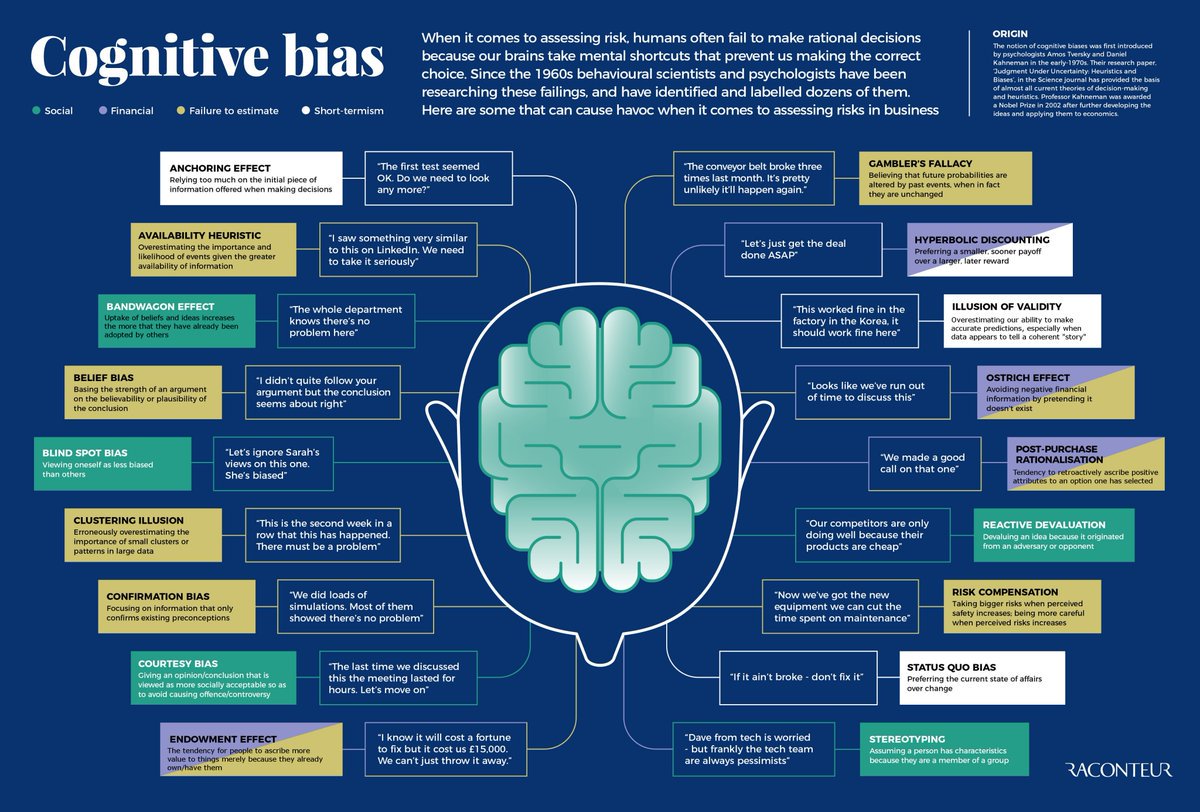 Cognitive bias
Social
Financial
Failure to estimate
Short-termism
When it comes to assessing risk, humans often fail to make rational decisions
because our brains take mental shortcuts that prevent us making the correct
choice. Since the 1960s behavioural scientists and psychologists have been
researching these failings, and have identified and labelled dozens of them.
Here are some that can cause havoc when it comes to assessing risks in business
ORIGIN
The notion of cognitive biases was first introduced
by psychologists Amos Tversky and Daniel
Kahneman in the early-1970s. Their research paper,
'Judgment Under Uncertainty: Heuristics and
Biases', in the Science journal has provided the basis
of almost all current theories of decision-making
and heuristics. Professor Kahneman was awarded
a Nobel Prize in 2002 after further developing the
ideas and applying them to economics.
ANCHORING EFFECT
Relying too much on the initial piece of
information offered when making decisions
"The first test seemed
OK. Do we need to look
any more?"
AVAILABILITY HEURISTIC
Overestimating the importance and
likelihood of events given the greater
availability of information
"I saw something very similar
to this on LinkedIn. We need
to take it seriously"
BANDWAGON EFFECT
Uptake of beliefs and ideas increases
the more that they have already been
adopted by others
"The whole department
knows there's no
problem here"
BELIEF BIAS
Basing the strength of an argument
on the believability or plausibility of
the conclusion
"I didn't quite follow your
argument but the conclusion
seems about right"
BLIND SPOT BIAS
Viewing oneself as less biased
than others
"Let's ignore Sarah's
views on this one.
She's biased"
CLUSTERING ILLUSION
Erroneously overestimating the
importance of small clusters or
patterns in large data
"This is the second week in a
row that this has happened.
There must be a problem"
CONFIRMATION BIAS
Focusing on information that only
confirms existing preconceptions
"We did loads of
simulations. Most of them
showed there's no problem"
COURTESY BIAS
Giving an opinion/conclusion that is
viewed as more socially acceptable so as
to avoid causing offence/controversy
"The last time we discussed
this the meeting lasted for
hours. Let's move on"
ENDOWMENT EFFECT
The tendency for people to ascribe more
value to things merely because they already
own/have them
"I know it will cost a fortune
to fix but it cost us £15,000.
We can't just throw it away."
"The conveyor belt broke three
times last month. It's pretty
unlikely it'll happen again."
GAMBLER'S FALLACY
Believing that future probabilities are
altered by past events, when in fact
they are unchanged
"Let's just get the deal
done ASAP"
HYPERBOLIC DISCOUNTING
Preferring a smaller, sooner payoff
over a larger, later reward
"This worked fine in the
factory in the Korea, it
should work fine here"
ILLUSION OF VALIDITY
Overestimating our ability to make
accurate predictions, especially when
data appears to tell a coherent "story"
"Looks like we've run out
of time to discuss this"
OSTRICH EFFECT
Avoiding negative financial
information by pretending it
doesn't exist
"We made a good
call on that one"
POST-PURCHASE
RATIONALISATION
Tendency to retroactively ascribe positive
attributes to an option one has selected
"Our competitors are only
doing well because their
products are cheap"
REACTIVE DEVALUATION
Devaluing an idea because it originated
from an adversary or opponent
"Now we've got the new
equipment we can cut the
time spent on maintenance"
RISK COMPENSATION
Taking bigger risks when perceived
safety increases; being more careful
when perceived risks increases
"If it ain't broke - don't fix it"
STATUS QUO BIAS
Preferring the current state of affairs
over change
"Dave from tech is worried
- but frankly the tech team
are always pessimists"
STEREOTYPING
Assuming a person has characteristics
because they are a member of a group
RACONTEUR